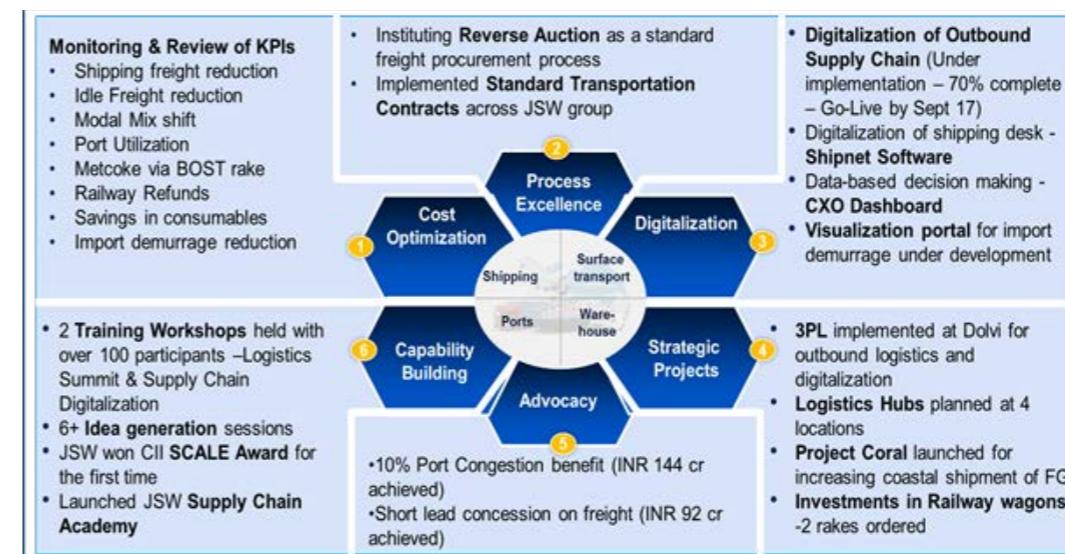 Monitoring & Review of KPIs
• Shipping freight reduction
• Idle Freight reduction
• Modal Mix shift
• Port Utilization
• Metcoke via BOST rake
• Railway Refunds
• Savings in consumables
• Import demurrage reduction
• Instituting Reverse Auction as a standard
freight procurement process
• Implemented Standard Transportation
Contracts across JSW group
• Digitalization of Outbound
Supply Chain (Under
implementation – 70% complete
– Go-Live by Sept 17)
• Digitalization of shipping desk -
Shipnet Software
• Data-based decision making -
CXO Dashboard
• Visualization portal for import
demurrage under development
1
Cost
Optimization
2
Process
Excellence
Digitalization
3
Shipping
Surface
transport
Ports
Ware-
house
6
Capability
Building
Advocacy
5
Strategic
Projects
4
• 2 Training Workshops held with
over 100 participants –Logistics
Summit & Supply Chain
Digitalization
• 6+ Idea generation sessions
• JSW won CII SCALE Award for
the first time
• Launched JSW Supply Chain
Academy
•10% Port Congestion benefit (INR 144 cr
achieved)
•Short lead concession on freight (INR 92 cr
achieved)
• 3PL implemented at Dolvi for
outbound logistics and
digitalization
• Logistics Hubs planned at 4
locations
• Project Coral launched for
increasing coastal shipment of FG
• Investments in Railway wagons
-2 rakes ordered